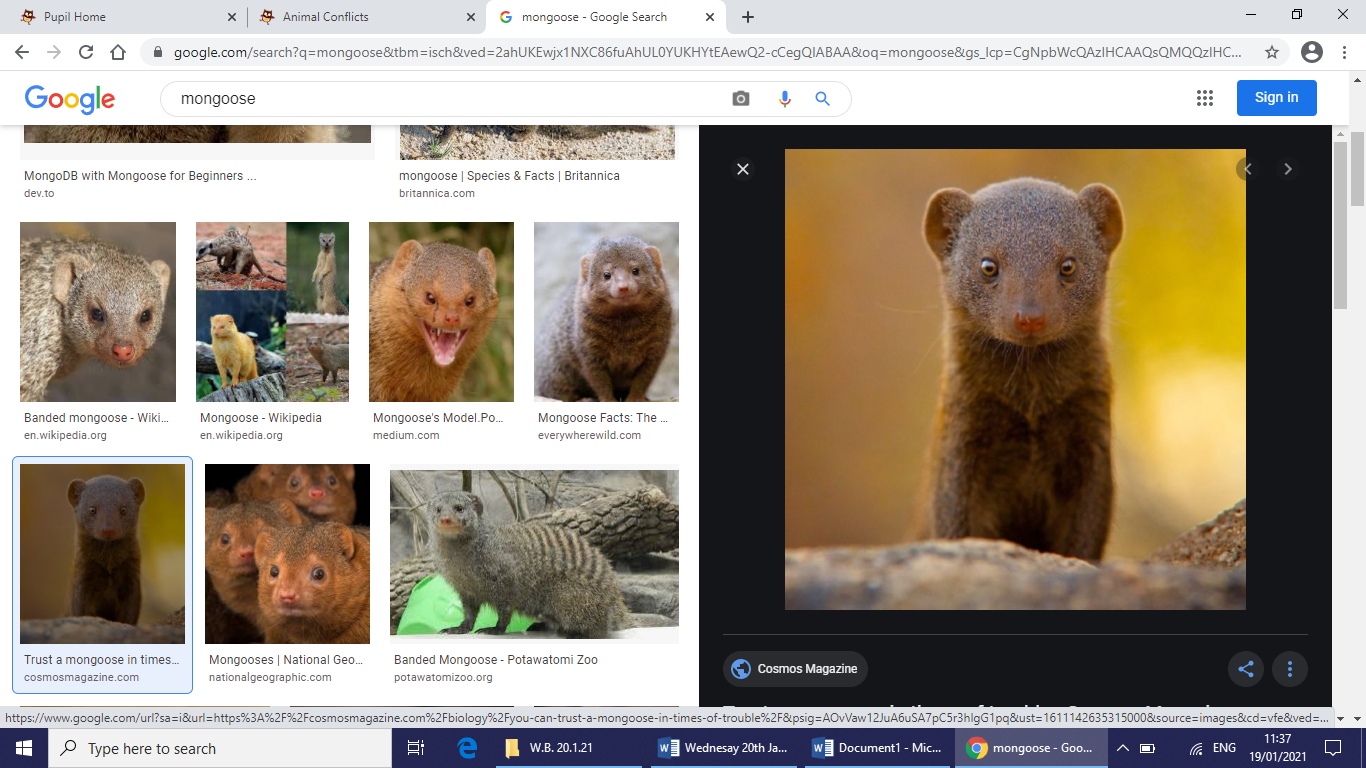 Pupil Home
Animal Conflicts
mongoose - Google Search
google.com/search?q=mongoose&tbm=isch&ved=2ahUKEwjx1NXC86fuAhUL0YUKHYtEAewQ2-cCegQIABAA&oq=mongoose&gs_lcp=CgNpbWcQAzIHCAAQsQMQQzIHC...
Google
mongoose
Sign in
MongoDB with Mongoose for Beginners ...
dev.to
mongoose | Species & Facts | Britannica
britannica.com
Banded mongoose - Wiki...
en.wikipedia.org
Mongoose - Wikipedia
en.wikipedia.org
Mongoose's Model.Po...
medium.com
Mongoose Facts: The ...
everywherewild.com
Trust a mongoose in times...
cosmosmagazine.com
Mongooses | National Geo...
nationalgeographic.com
Banded Mongoose - Potawatomi Zoo
potawatomizoo.org
Cosmos Magazine
https://www.google.com/url?sa=i&url=https%3A%2F%2Fcosmosmagazine.com%2Fbiology%2Fyou-can-trust-a-mongoose-in-times-of-trouble%2F&psig=AOvVaw12JuA6uSA7pC5r3hlgG1pq&ust=1611142635315000&source=images&cd=vfe&ved=...
Type here to search
W.B. 20.1.21
Wednesay 20th Ja...
Document1 - Mic...
mongoose - Goo...
ENG
11:37
19/01/2021